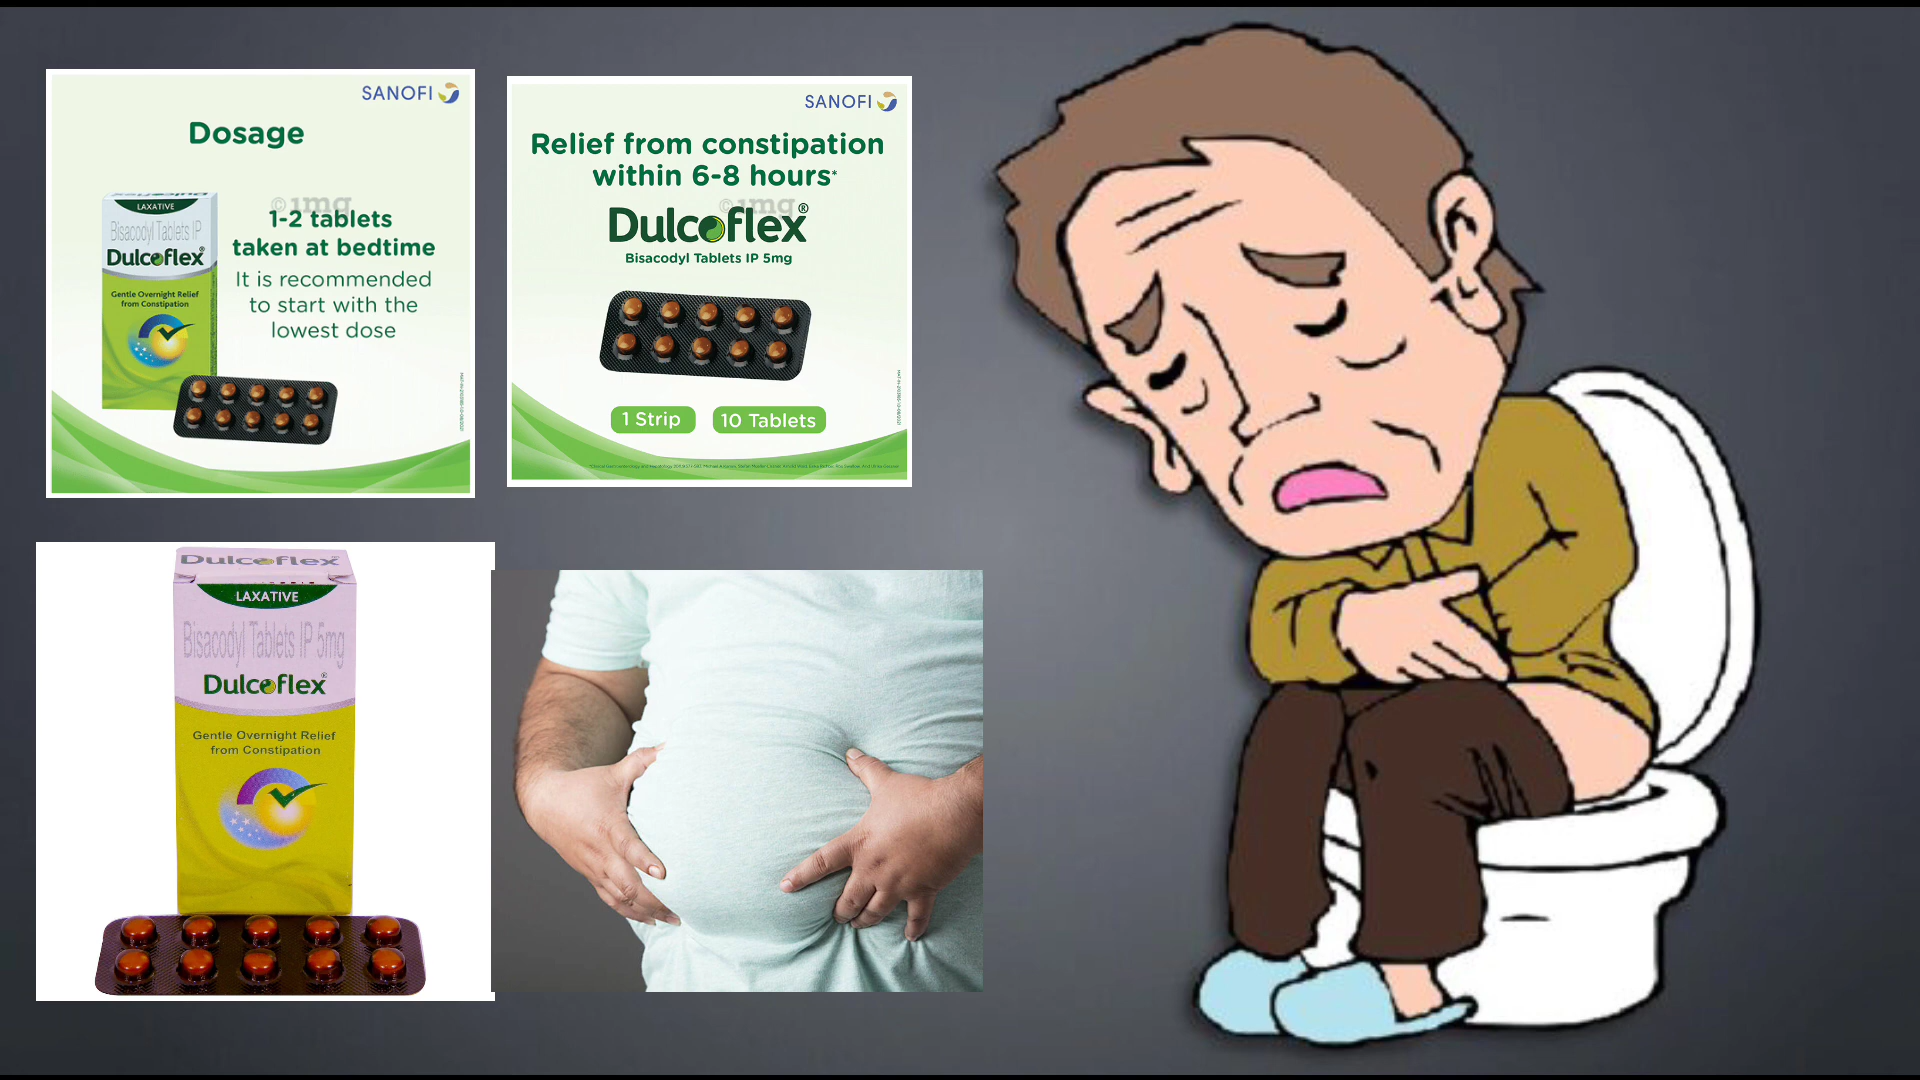 SANOFI
Dosage
LAXATIVE
Bisacodyl Tablets IP
Dulcoflex®
Gentle Overnight Relief
from Constipation
© 1mg
1-2 tablets
taken at bedtime
It is recommended
to start with the
lowest dose
SANOFI
Relief from constipation
within 6-8 hours*
© 1mg
Dulcoflex®
Bisacodyl Tablets IP 5mg
1 Strip
10 Tablets
Dulcoflex®
LAXATIVE
Bisacodyl Tablets IP 5mg
Dulcoflex®
Gentle Overnight Relief
from Constipation